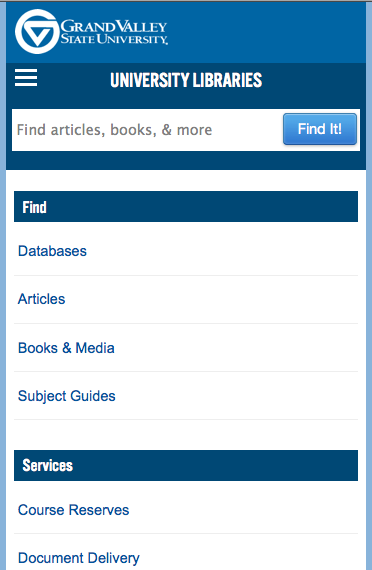 GRAND VALLEY
STATE UNIVERSITY
UNIVERSITY LIBRARIES
Find articles, books, & more
Find It!
Find
Databases
Articles
Books & Media
Subject Guides
Services
Course Reserves
Document Delivery